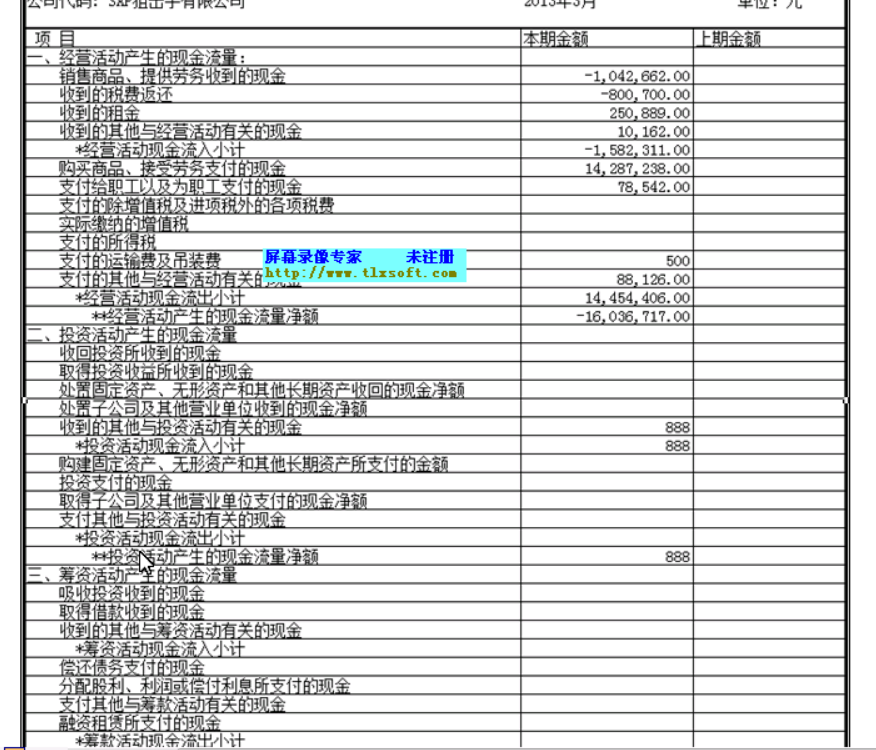 公司代码: SAP狙击手有限公司 2013年3月 单位: 元
项 目 本期金额 上期金额
一、经营活动产生的现金流量:
销售商品、提供劳务收到的现金 -1,042,662.00
收到的税费返还 -800,700.00
收到的租金 250,889.00
收到的其他与经营活动有关的现金 10,162.00
*经营活动现金流入小计 -1,582,311.00
购买商品、接受劳务支付的现金 14,287,238.00
支付给职工以及为职工支付的现金 78,542.00
支付的除增值税及进项税外的各项税费
实际缴纳的增值税
支付的所得税
支付的运输费及吊装费 500
屏幕录像专家 未注册
http://www.tlxsoft.com
支付的其他与经营活动有关的现金 88,126.00
*经营活动现金流出小计 14,454,406.00
**经营活动产生的现金流量净额 -16,036,717.00
二、投资活动产生的现金流量
收回投资所收到的现金
取得投资收益所收到的现金
处置固定资产、无形资产和其他长期资产收回的现金净额
处置子公司及其他营业单位收到的现金净额
收到的其他与投资活动有关的现金 888
*投资活动现金流入小计 888
购建固定资产、无形资产和其他长期资产所支付的金额
投资支付的现金
取得子公司及其他营业单位支付的现金净额
支付其他与投资活动有关的现金
*投资活动现金流出小计
**投资活动产生的现金流量净额 888
三、筹资活动产生的现金流量
吸收投资收到的现金
取得借款收到的现金
收到的其他与筹资活动有关的现金
*筹资活动现金流入小计
偿还债务支付的现金
分配股利、利润或偿付利息所支付的现金
支付其他与筹款活动有关的现金
融资租赁所支付的现金
*筹款活动现金流出小计